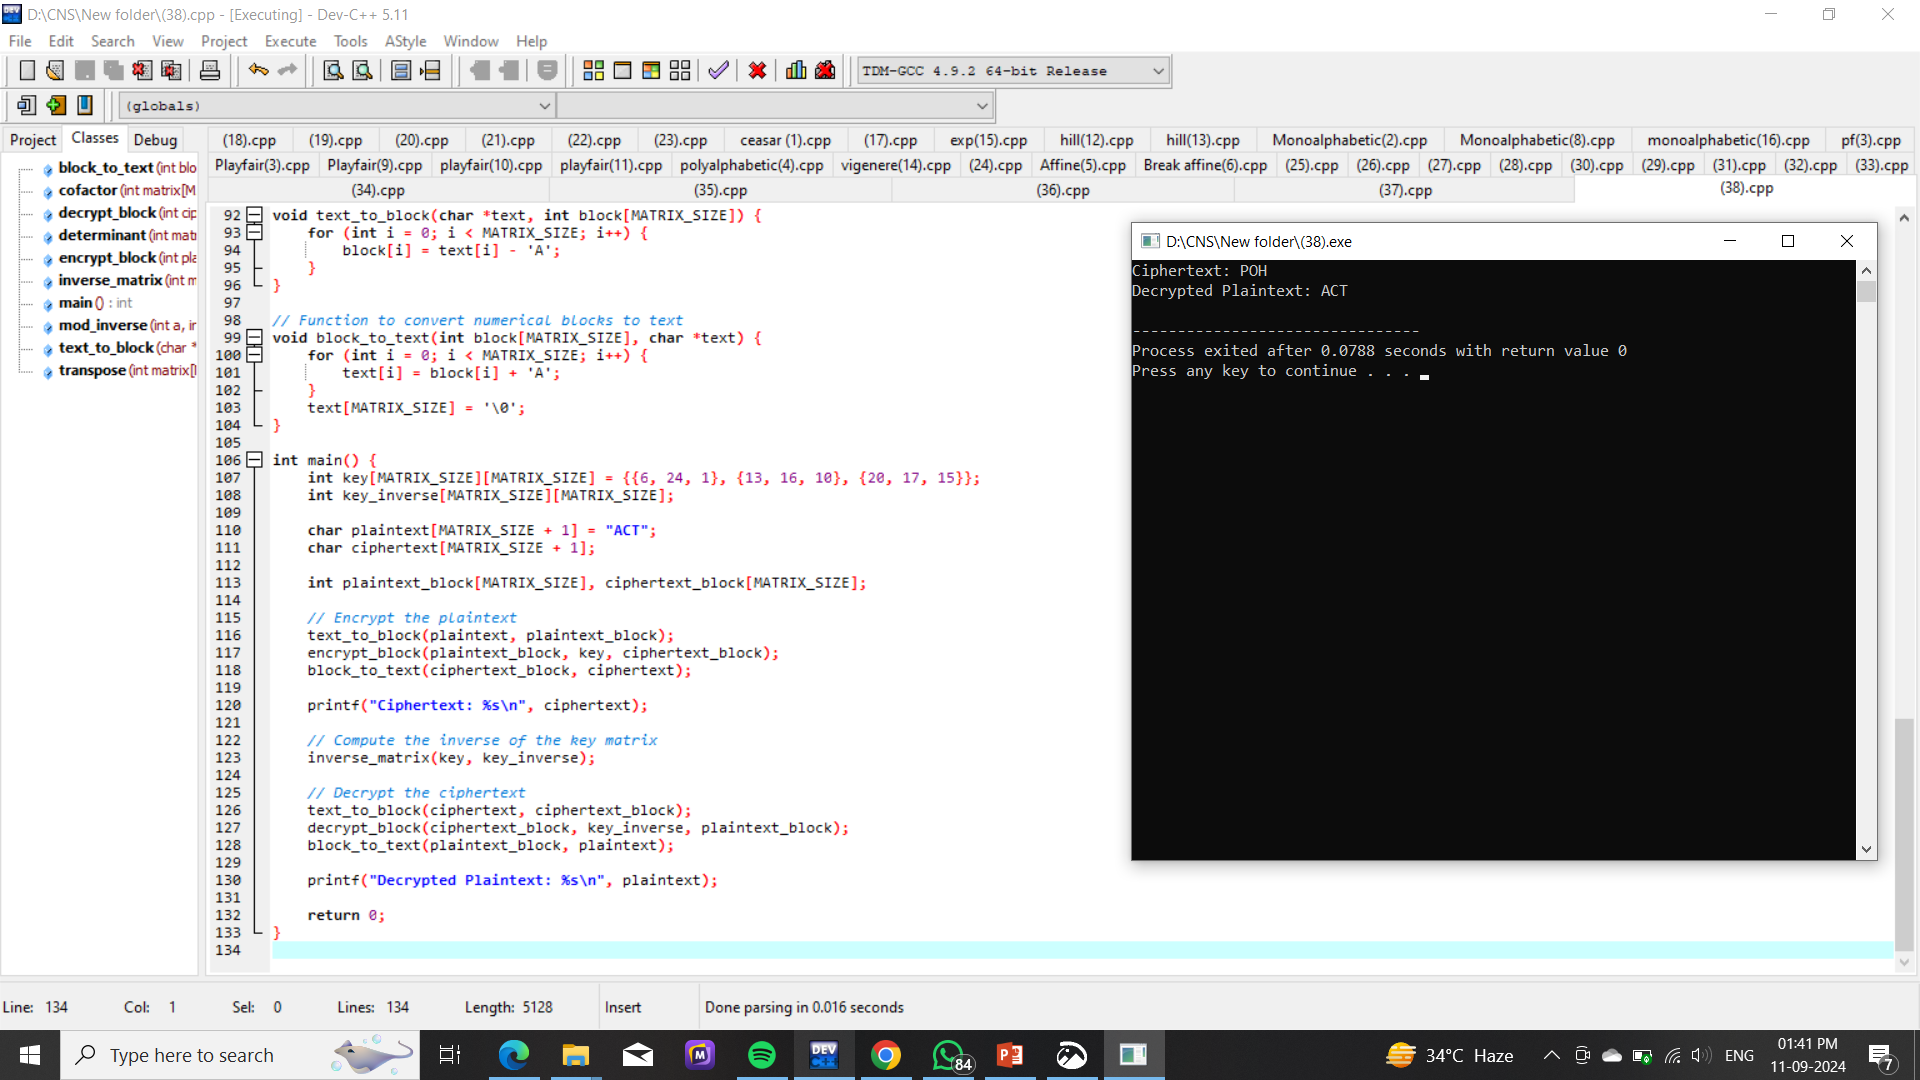 D:\CNS\New folder\(38).cpp - [Executing] - Dev-C++ 5.11
File Edit Search View Project Execute Tools AStyle Window Help
TDM-GCC 4.9.2 64-bit Release
(globals)
Project Classes Debug
(18).cpp (19).cpp (20).cpp (21).cpp (22).cpp (23).cpp ceasar (1).cpp (17).cpp exp(15).cpp hill(12).cpp hill(13).cpp Monoalphabetic(2).cpp Monoalphabetic(8).cpp monoalphabetic(16).cpp pf(3).cpp
Playfair(3).cpp Playfair(9).cpp playfair(10).cpp playfair(11).cpp polyalphabetic(4).cpp vigenere(14).cpp (24).cpp Affine(5).cpp Break affine(6).cpp (25).cpp (26).cpp (27).cpp (28).cpp (30).cpp (29).cpp (31).cpp (32).cpp (33).cpp
(34).cpp (35).cpp (36).cpp (37).cpp (38).cpp
block_to_text (int blo
cofactor (int matrix[M
decrypt_block (int cip
determinant (int matr
encrypt_block (int pla
inverse_matrix (int m
main () : int
mod_inverse (int a, ir
text_to_block (char *
transpose (int matrix[
92 void text_to_block(char *text, int block[MATRIX_SIZE]) {
93 for (int i = 0; i < MATRIX_SIZE; i++) {
94 block[i] = text[i] - 'A';
95 }
96 }
97
98 // Function to convert numerical blocks to text
99 void block_to_text(int block[MATRIX_SIZE], char *text) {
100 for (int i = 0; i < MATRIX_SIZE; i++) {
101 text[i] = block[i] + 'A';
102 }
103 text[MATRIX_SIZE] = '\0';
104 }
105
106 int main() {
107 int key[MATRIX_SIZE][MATRIX_SIZE] = {{6, 24, 1}, {13, 16, 10}, {20, 17, 15}};
108 int key_inverse[MATRIX_SIZE][MATRIX_SIZE];
109
110 char plaintext[MATRIX_SIZE + 1] = "ACT";
111 char ciphertext[MATRIX_SIZE + 1];
112
113 int plaintext_block[MATRIX_SIZE], ciphertext_block[MATRIX_SIZE];
114
115 // Encrypt the plaintext
116 text_to_block(plaintext, plaintext_block);
117 encrypt_block(plaintext_block, key, ciphertext_block);
118 block_to_text(ciphertext_block, ciphertext);
119
120 printf("Ciphertext: %s\n", ciphertext);
121
122 // Compute the inverse of the key matrix
123 inverse_matrix(key, key_inverse);
124
125 // Decrypt the ciphertext
126 text_to_block(ciphertext, ciphertext_block);
127 decrypt_block(ciphertext_block, key_inverse, plaintext_block);
128 block_to_text(plaintext_block, plaintext);
129
130 printf("Decrypted Plaintext: %s\n", plaintext);
131
132 return 0;
133 }
134
D:\CNS\New folder\(38).exe
Ciphertext: POH
Decrypted Plaintext: ACT
--------------------------------
Process exited after 0.0788 seconds with return value 0
Press any key to continue . . .
Line: 134 Col: 1 Sel: 0 Lines: 134 Length: 5128 Insert Done parsing in 0.016 seconds
Type here to search
DEV C++
84
34°C Haze
ENG
01:41 PM
11-09-2024
7